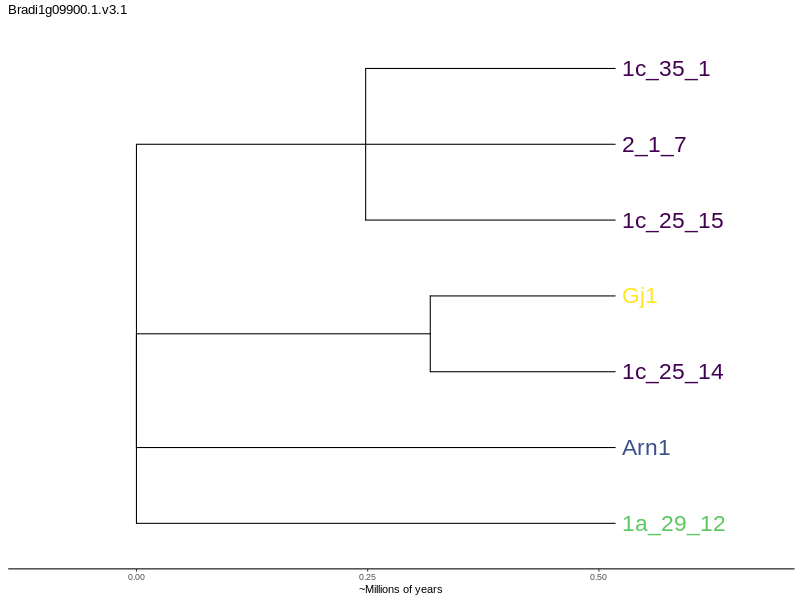 Bradi1g09900.1.v3.1
1c_35_1
2_1_7
1c_25_15
Gj1
1c_25_14
Arn1
1a_29_12
0.00 0.25 0.50
~Millions of years